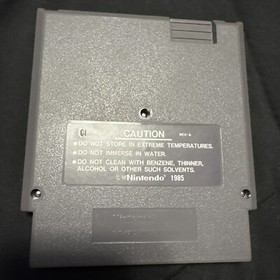 CAUTION
•DO NOT STORE IN EXTREME TEMPERATURES.
•DO NOT IMMERSE IN WATER.
•DO NOT CLEAN WITH BENZENE, THINNER,
ALCOHOL OR OTHER SUCH SOLVENTS.
©Nintendo® 1985